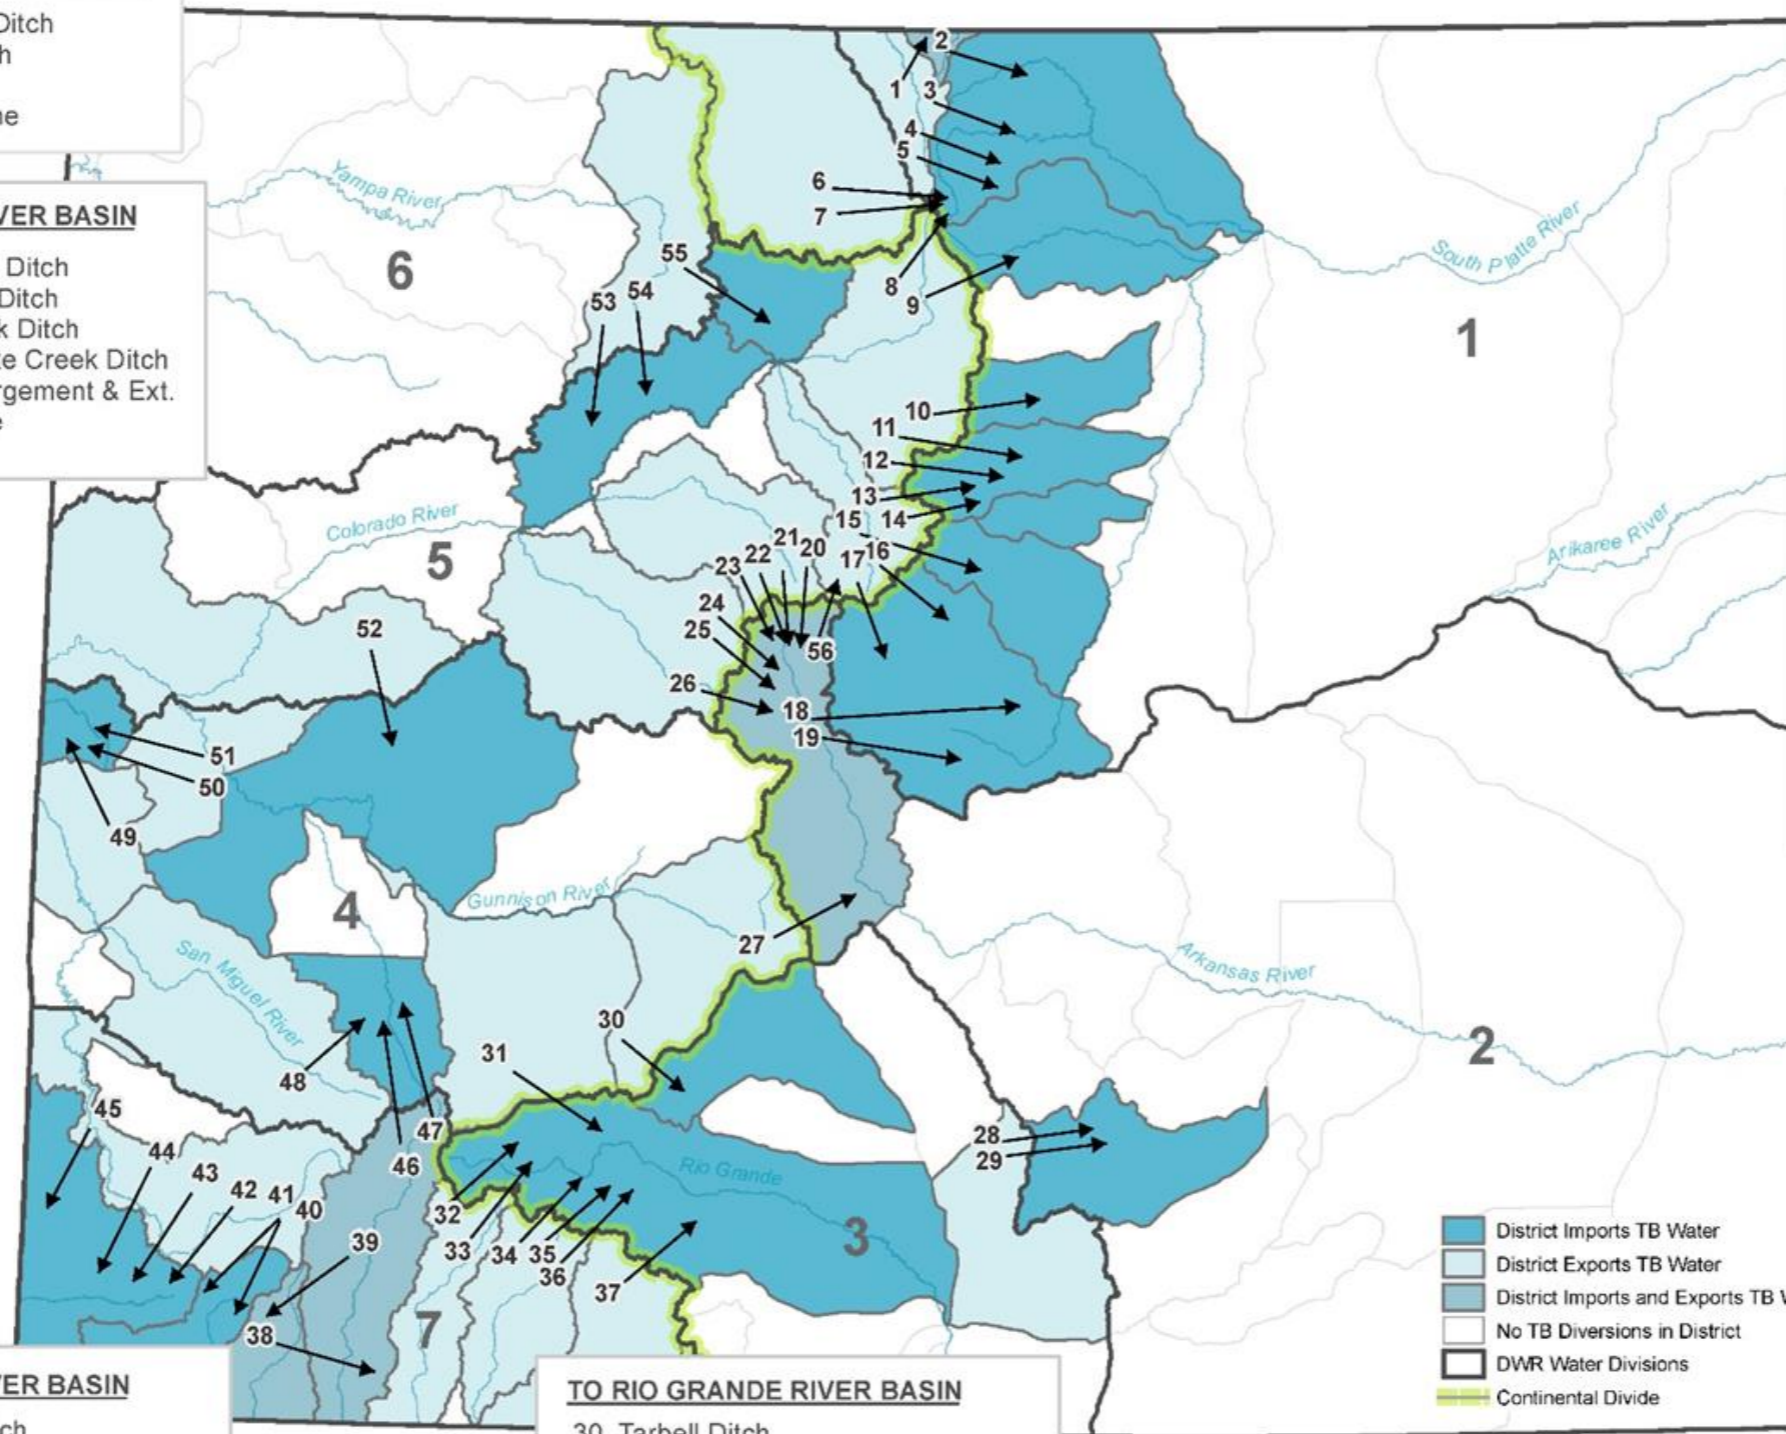 Ditch
VER BASIN
Ditch
Ditch
k Ditch
te Creek Ditch
rgement & Ext.
Yampa River
6
55
53
54
2
1
3
4
5
6
7
8
9
South Platte River
1
10
11
12
13
14
15
16
17
21
20
22
23
24
25
26
56
18
19
Colorado River
5
52
51
50
49
Arikaree River
4
Gunnison River
San Miguel River
27
Arkansas River
2
30
31
48
47
46
45
44
43
42
41
40
39
38
32
33
34
35
36
37
Rio Grande
3
28
29
7
District Imports TB Water
District Exports TB Water
District Imports and Exports TB
No TB Diversions in District
DWR Water Divisions
Continental Divide
VER BASIN
TO RIO GRANDE RIVER BASIN
30 Tarbell Ditch